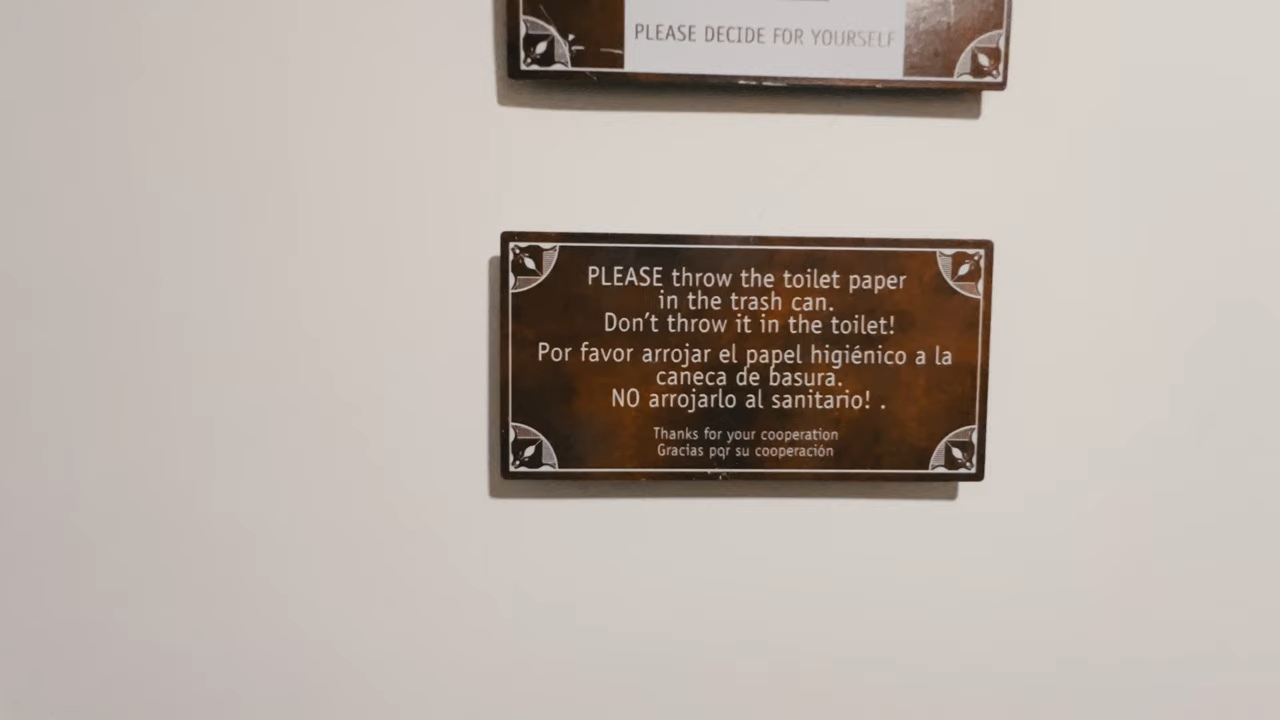 PLEASE DECIDE FOR YOURSELF
PLEASE throw the toilet paper
in the trash can.
Don't throw it in the toilet!
Por favor arrojar el papel higiénico a la
caneca de basura.
NO arrojarlo al sanitario! .
Thanks for your cooperation
Gracias por su cooperación